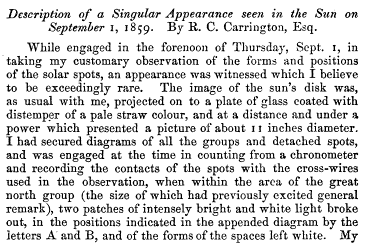 Description of a Singular Appearance seen in the Sun on
September 1, 1859. By R. C. Carrington, Esq.
While engaged in the forenoon of Thursday, Sept. 1, in
taking my customary observation of the forms and positions
of the solar spots, an appearance was witnessed which I believe
to be exceedingly rare. The image of the sun's disk was,
as usual with me, projected on to a plate of glass coated with
distemper of a pale straw colour, and at a distance and under a
power which presented a picture of about 11 inches diameter.
I had secured diagrams of all the groups and detached spots,
and was engaged at the time in counting from a chronometer
and recording the contacts of the spots with the cross-wires
used in the observation, when within the area of the great
north group (the size of which had previously excited general
remark), two patches of intensely bright and white light broke
out, in the positions indicated in the appended diagram by the
letters A and B, and of the forms of the spaces left white. My